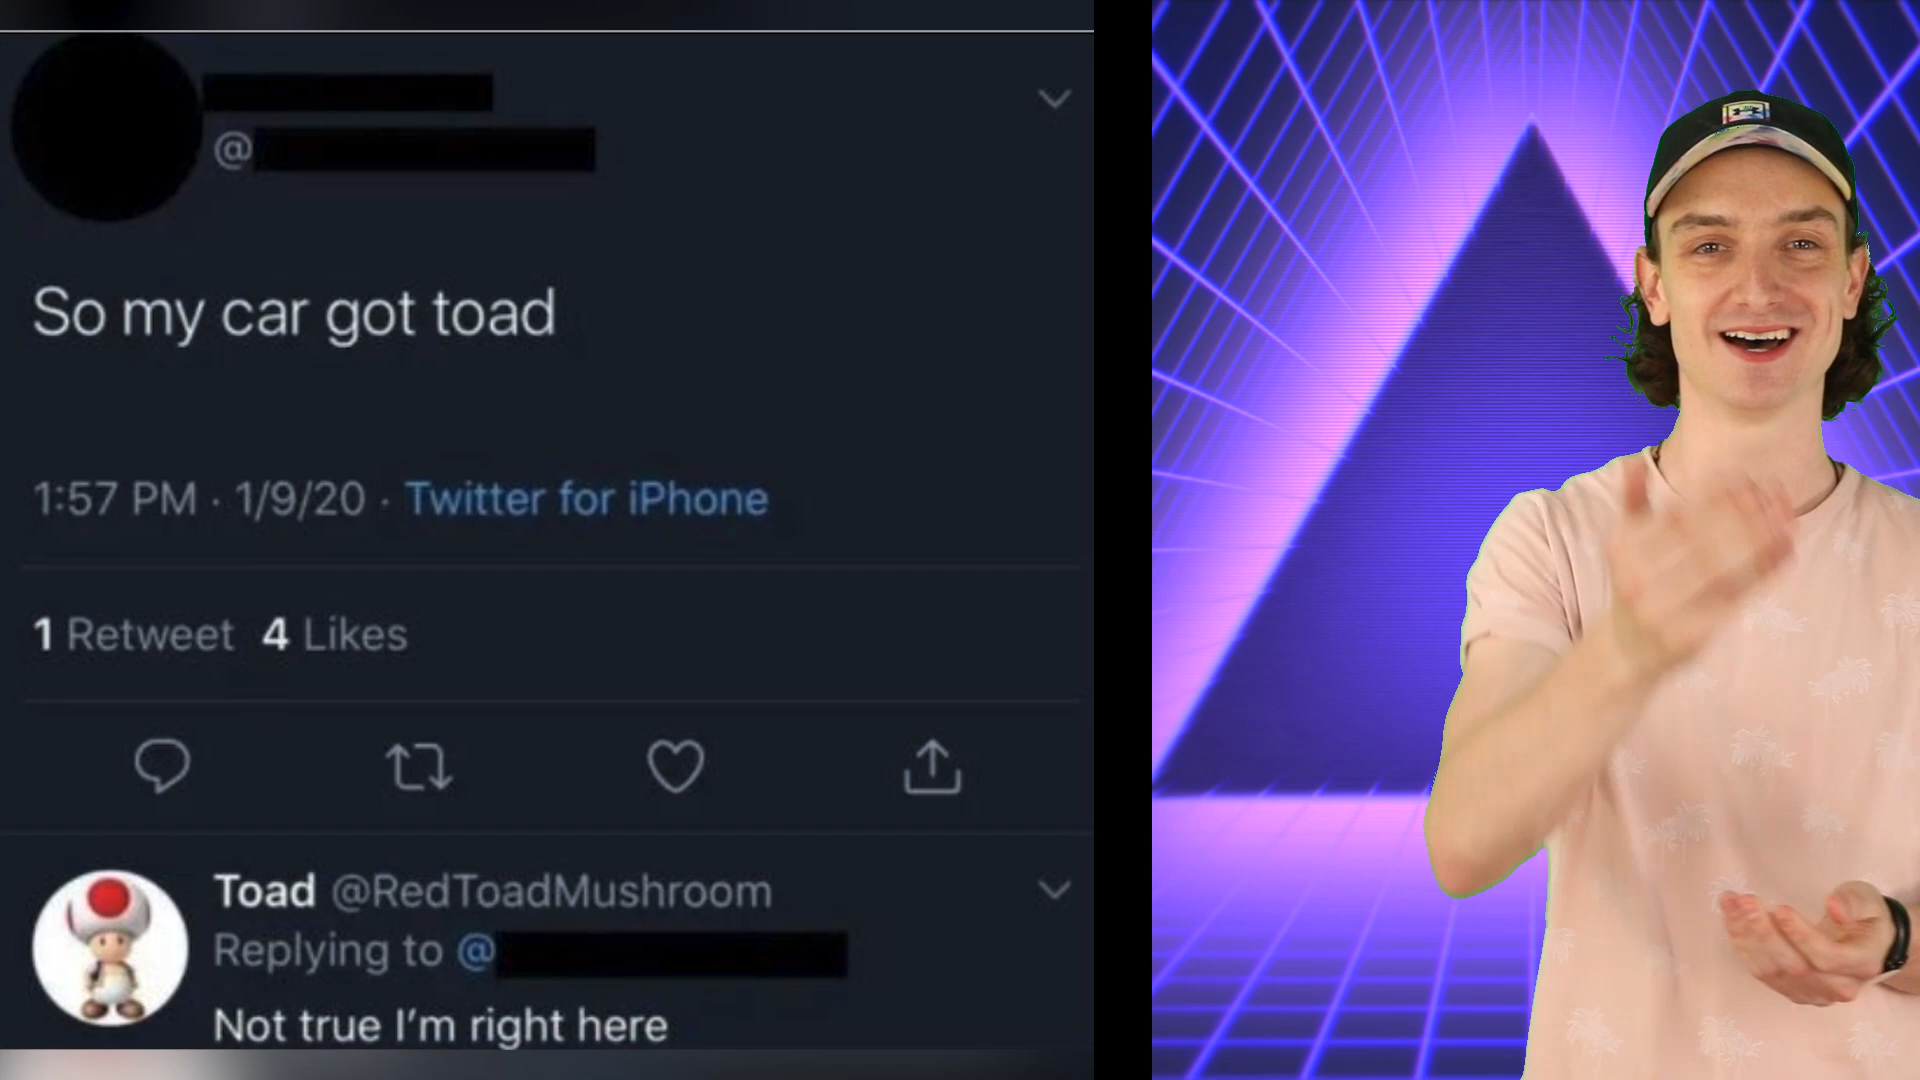 @
So my car got toad
1:57 PM · 1/9/20 · Twitter for iPhone
1 Retweet 4 Likes
Toad @RedToadMushroom
Replying to @
Not true I'm right here